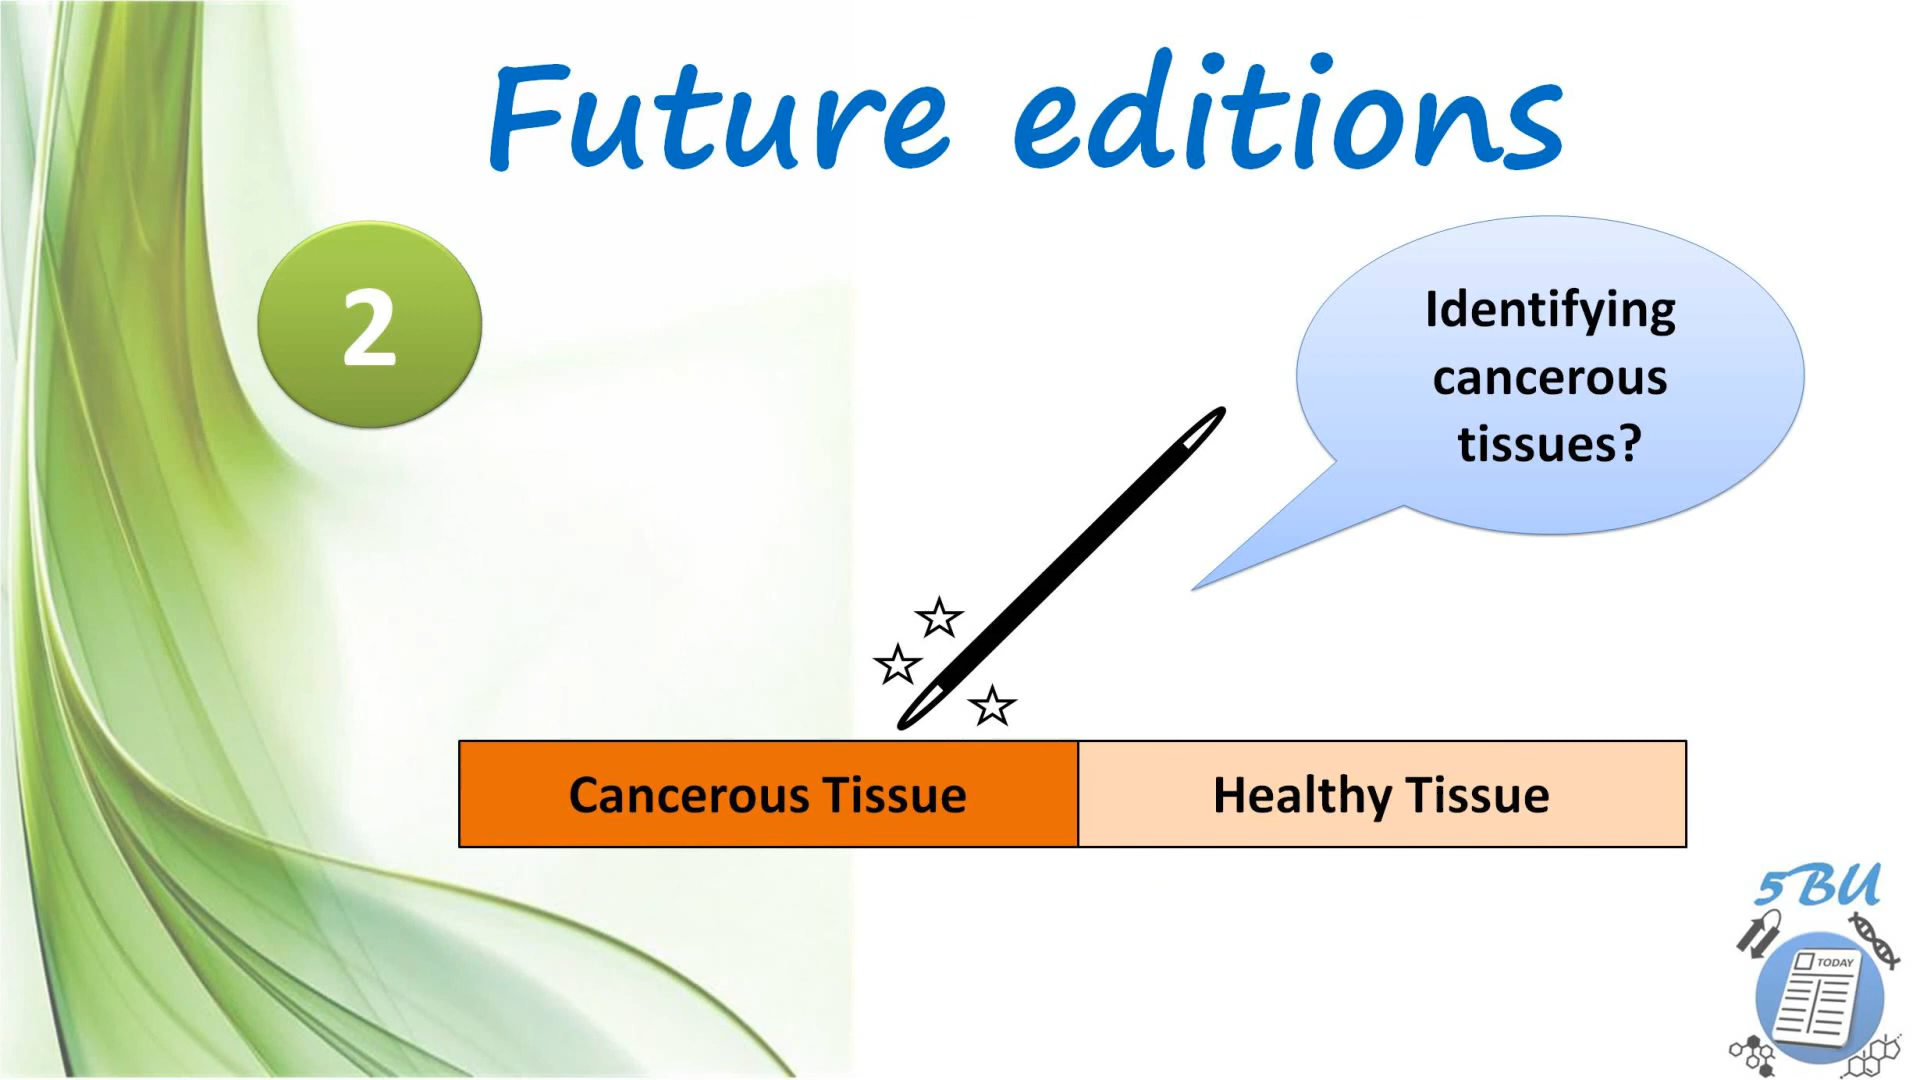 Future editions
2
Identifying
cancerous
tissues?
Cancerous Tissue
Healthy Tissue
5BU
TODAY